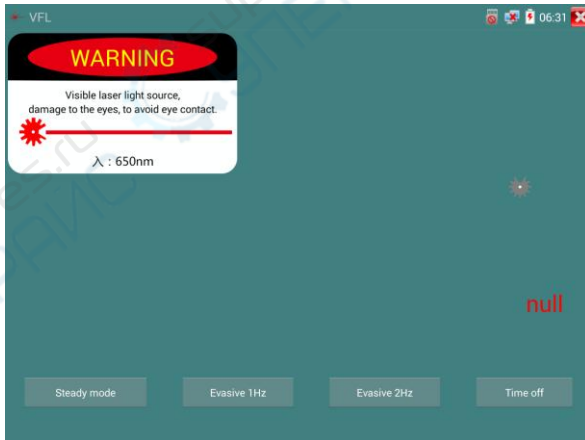 VFL
06:31
WARNING
Visible laser light source,
damage to the eyes, to avoid eye contact.
入 : 650nm
null
Steady mode
Evasive 1Hz
Evasive 2Hz
Time off